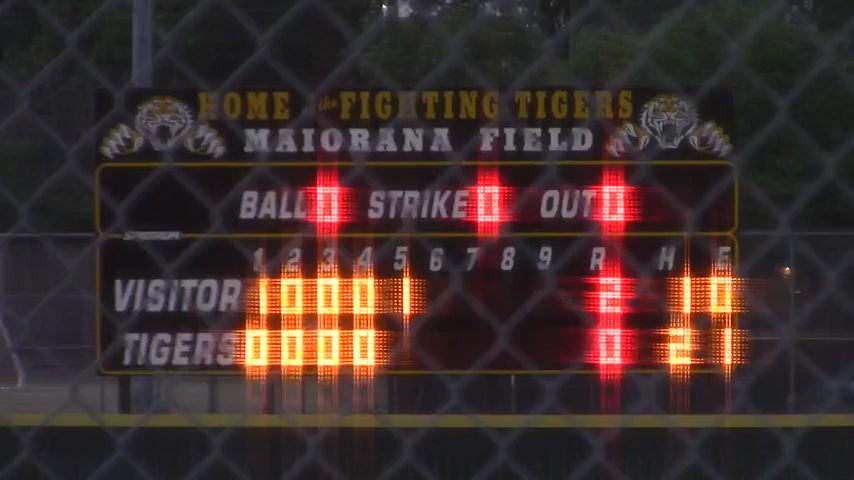 HOME - the FIGHTING TIGERS
MAIORANA FIELD
BALL 0 STRIKE 0 OUT 0
1 2 3 4 5 6 7 8 9 R H E
VISITOR 1 0 0 0 1 2 1 0
TIGERS 0 0 0 0 0 2 1